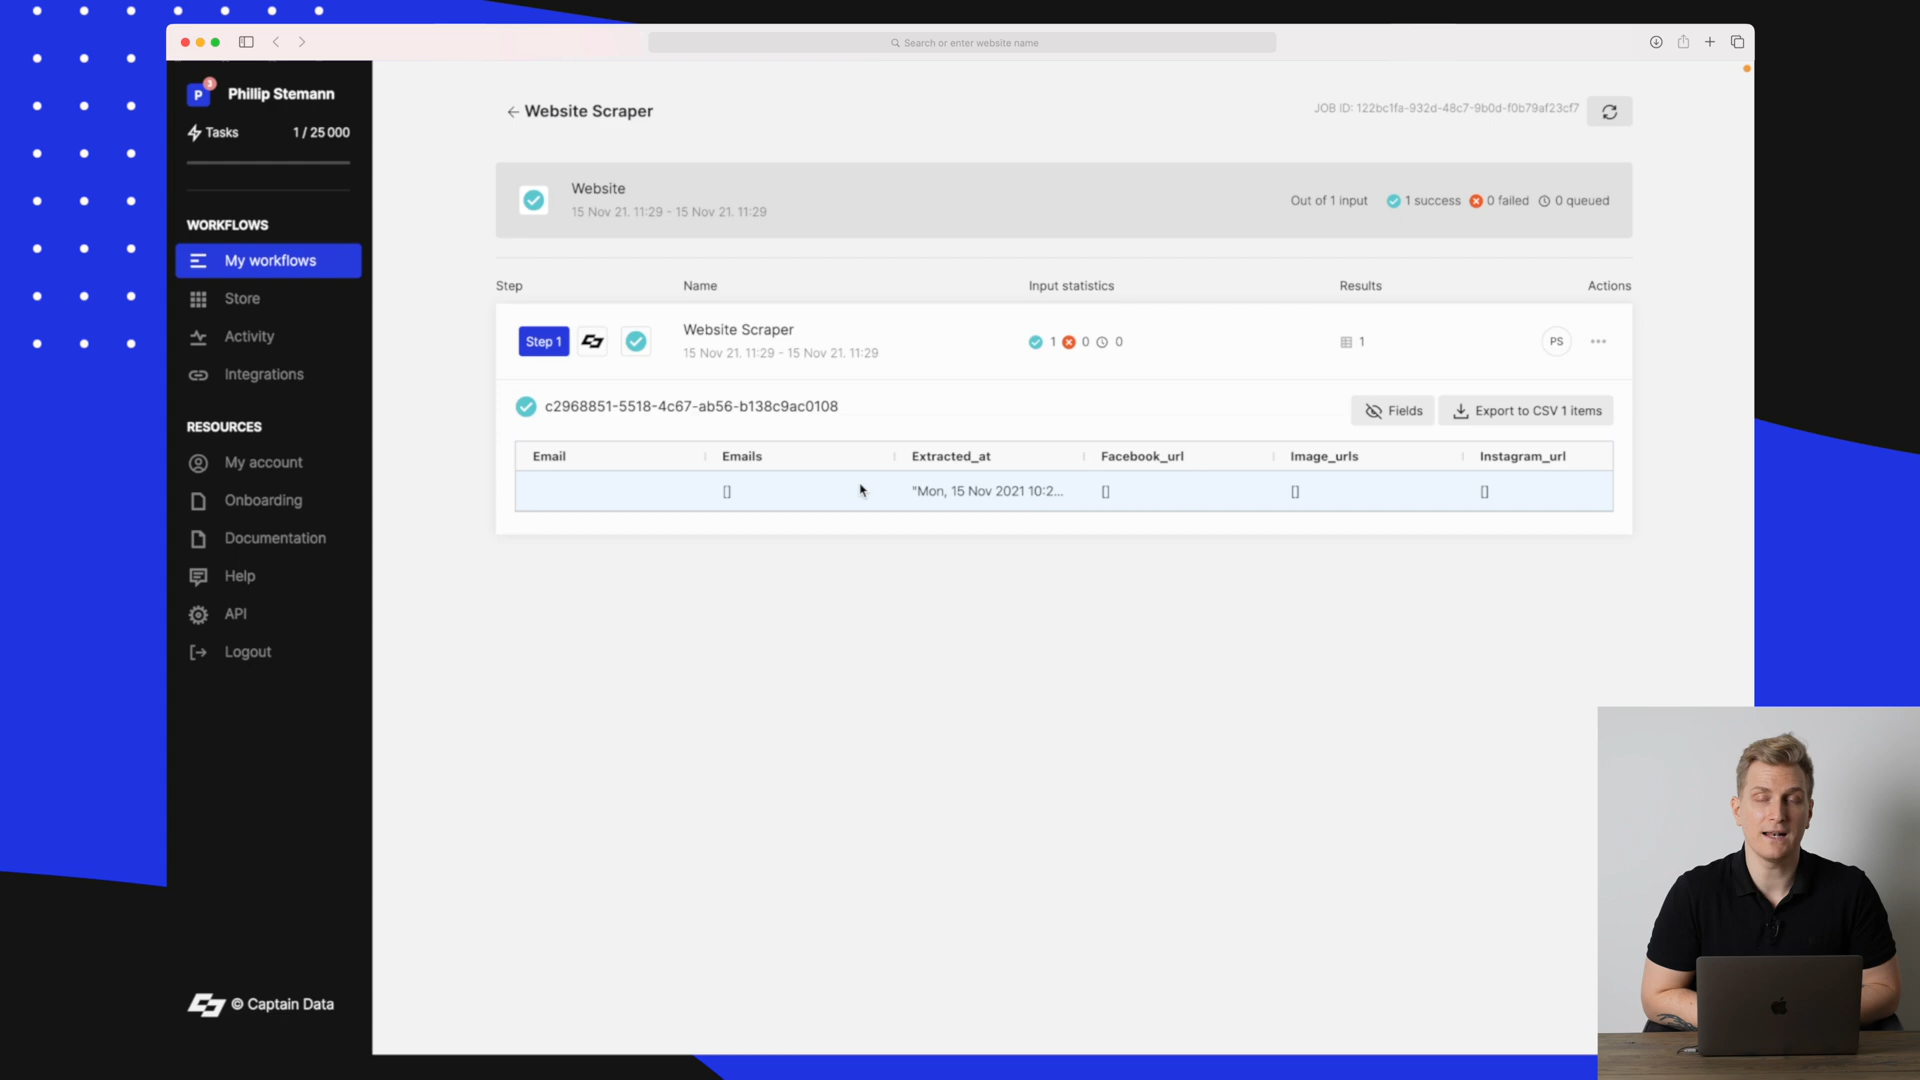 Search or enter website name
P
3
Phillip Stemann
Tasks
1 / 25 000
WORKFLOWS
My workflows
Store
Activity
Integrations
RESOURCES
My account
Onboarding
Documentation
Help
API
Logout
© Captain Data
← Website Scraper
JOB ID: 122bc1fa-932d-48c7-9b0d-f0b79af23cf7
Website
15 Nov 21. 11:29 - 15 Nov 21. 11:29
Out of 1 input
1 success
0 failed
0 queued
Step
Name
Input statistics
Results
Actions
Step 1
Website Scraper
15 Nov 21. 11:29 - 15 Nov 21. 11:29
1
0
0
1
PS
c2968851-5518-4c67-ab56-b138c9ac0108
Fields
Export to CSV 1 items
Email
Emails
Extracted_at
Facebook_url
Image_urls
Instagram_url
[]
"Mon, 15 Nov 2021 10:2...
[]
[]
[]